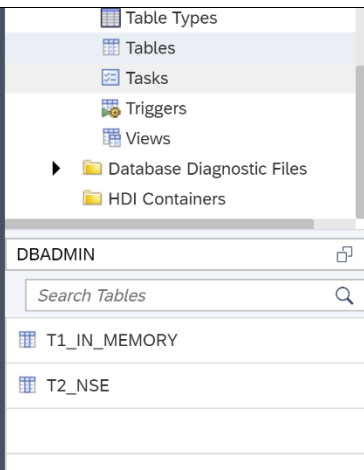 Table Types
Tables
Tasks
Triggers
Views
Database Diagnostic Files
HDI Containers
DBADMIN
Search Tables
T1_IN_MEMORY
T2_NSE